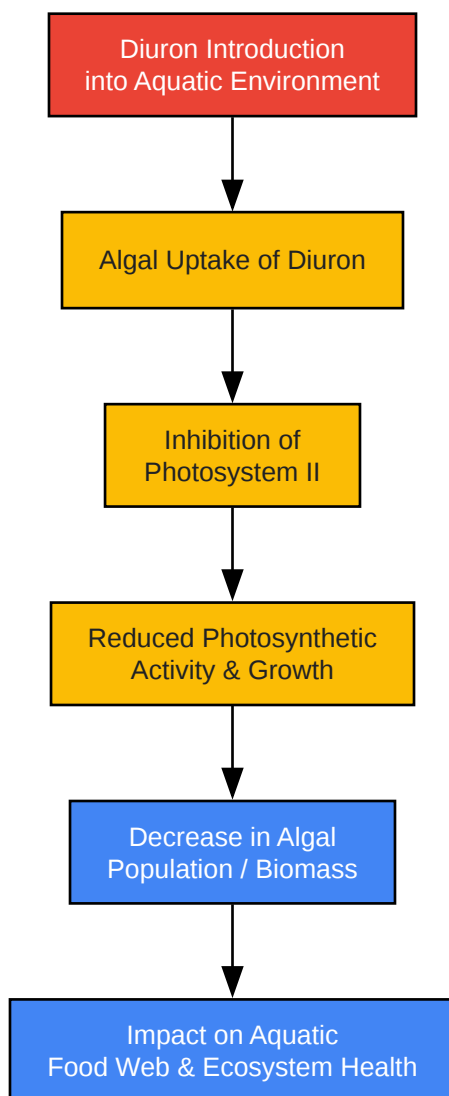 Diuron Introduction
into Aquatic Environment
Algal Uptake of Diuron
Inhibition of
Photosystem II
Reduced Photosynthetic
Activity & Growth
Decrease in Algal
Population / Biomass
Impact on Aquatic
Food Web & Ecosystem Health